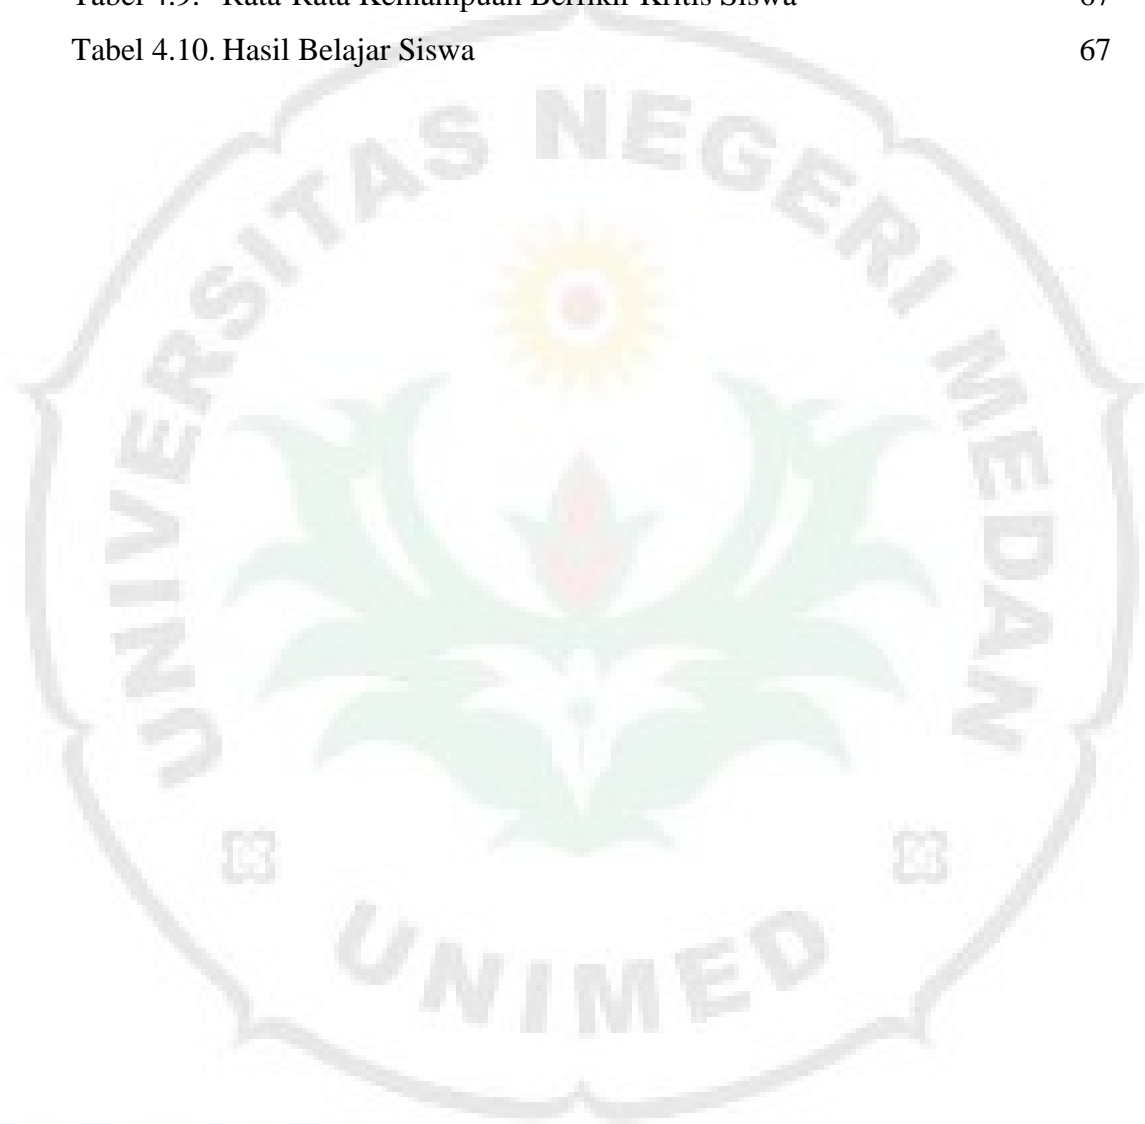 Tabel 4.9. Rata-Rata Kemampuan Berfikir Kritis Siswa 67
Tabel 4.10. Hasil Belajar Siswa 67
UNIVERSITAS NEGERI MEDAN
UNIMED